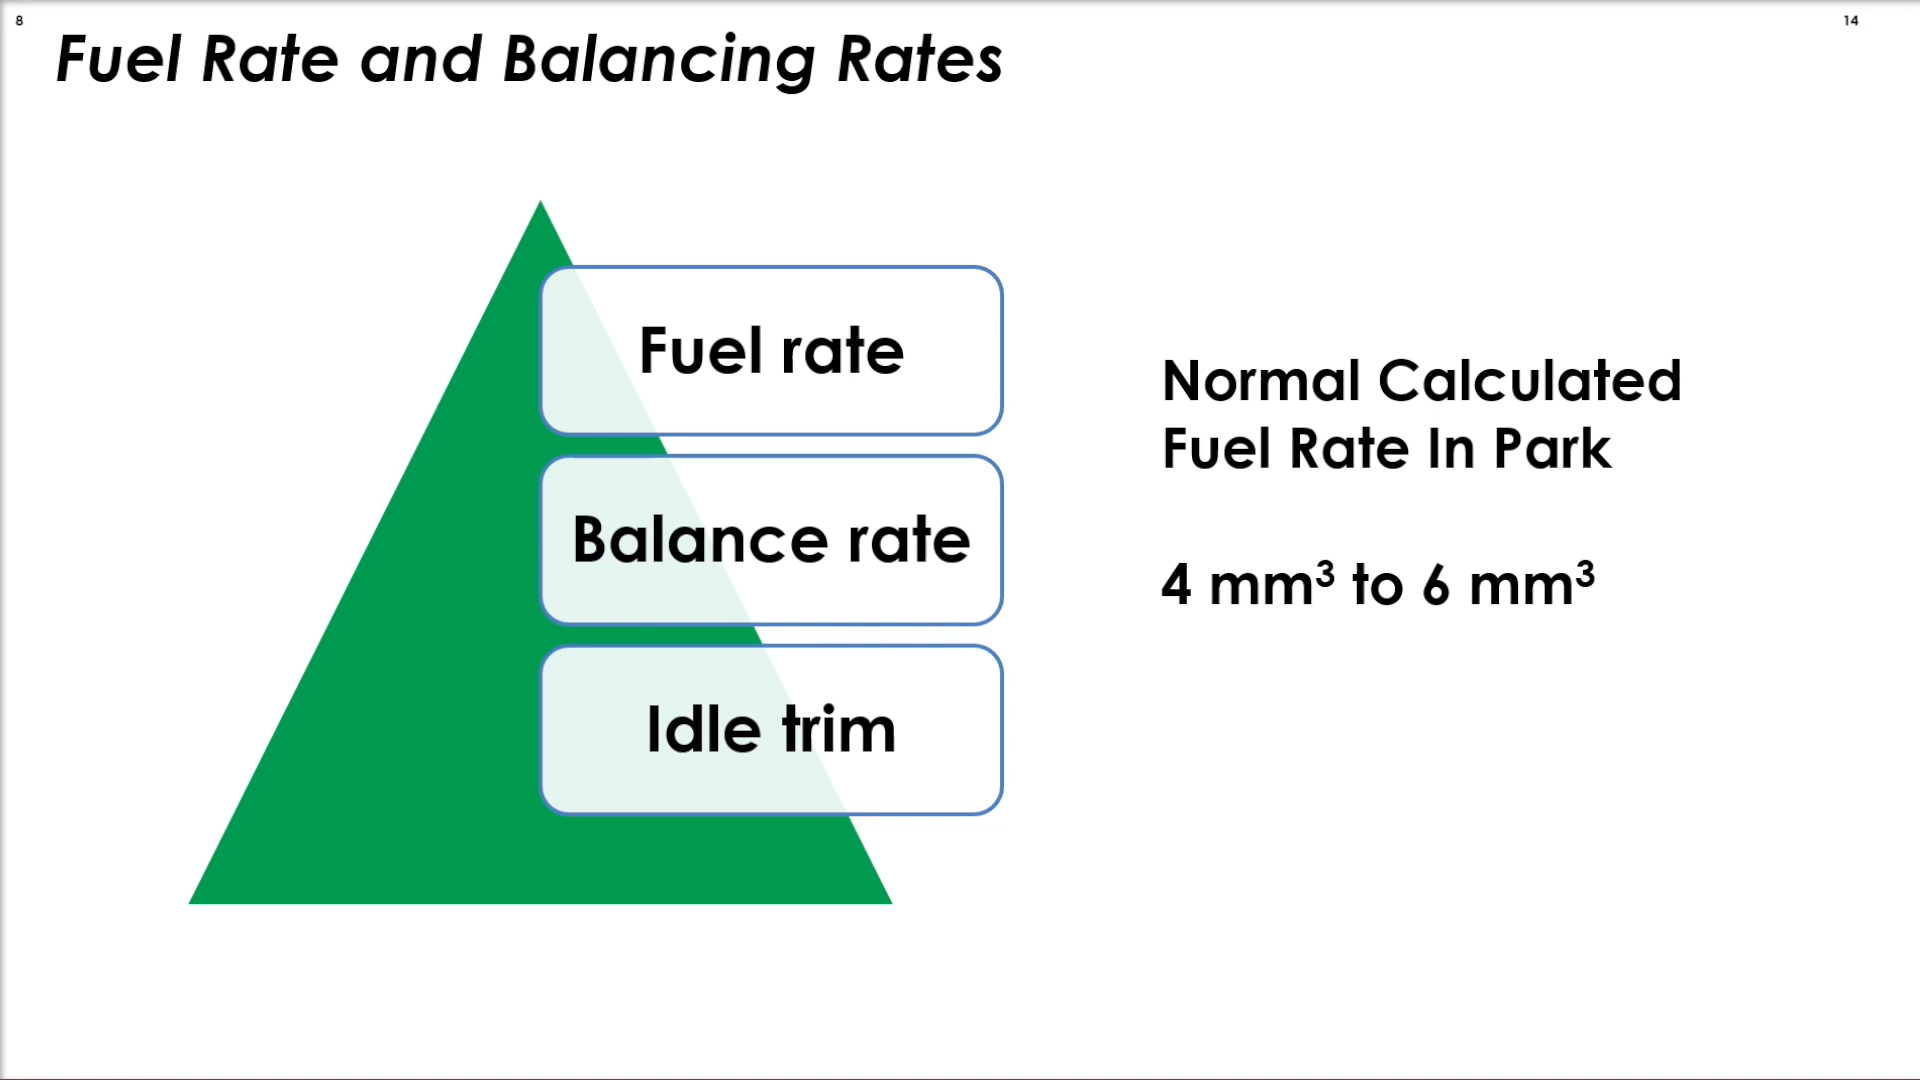 8
14
Fuel Rate and Balancing Rates
Fuel rate
Balance rate
Idle trim
Normal Calculated
Fuel Rate In Park
4 mm³ to 6 mm³